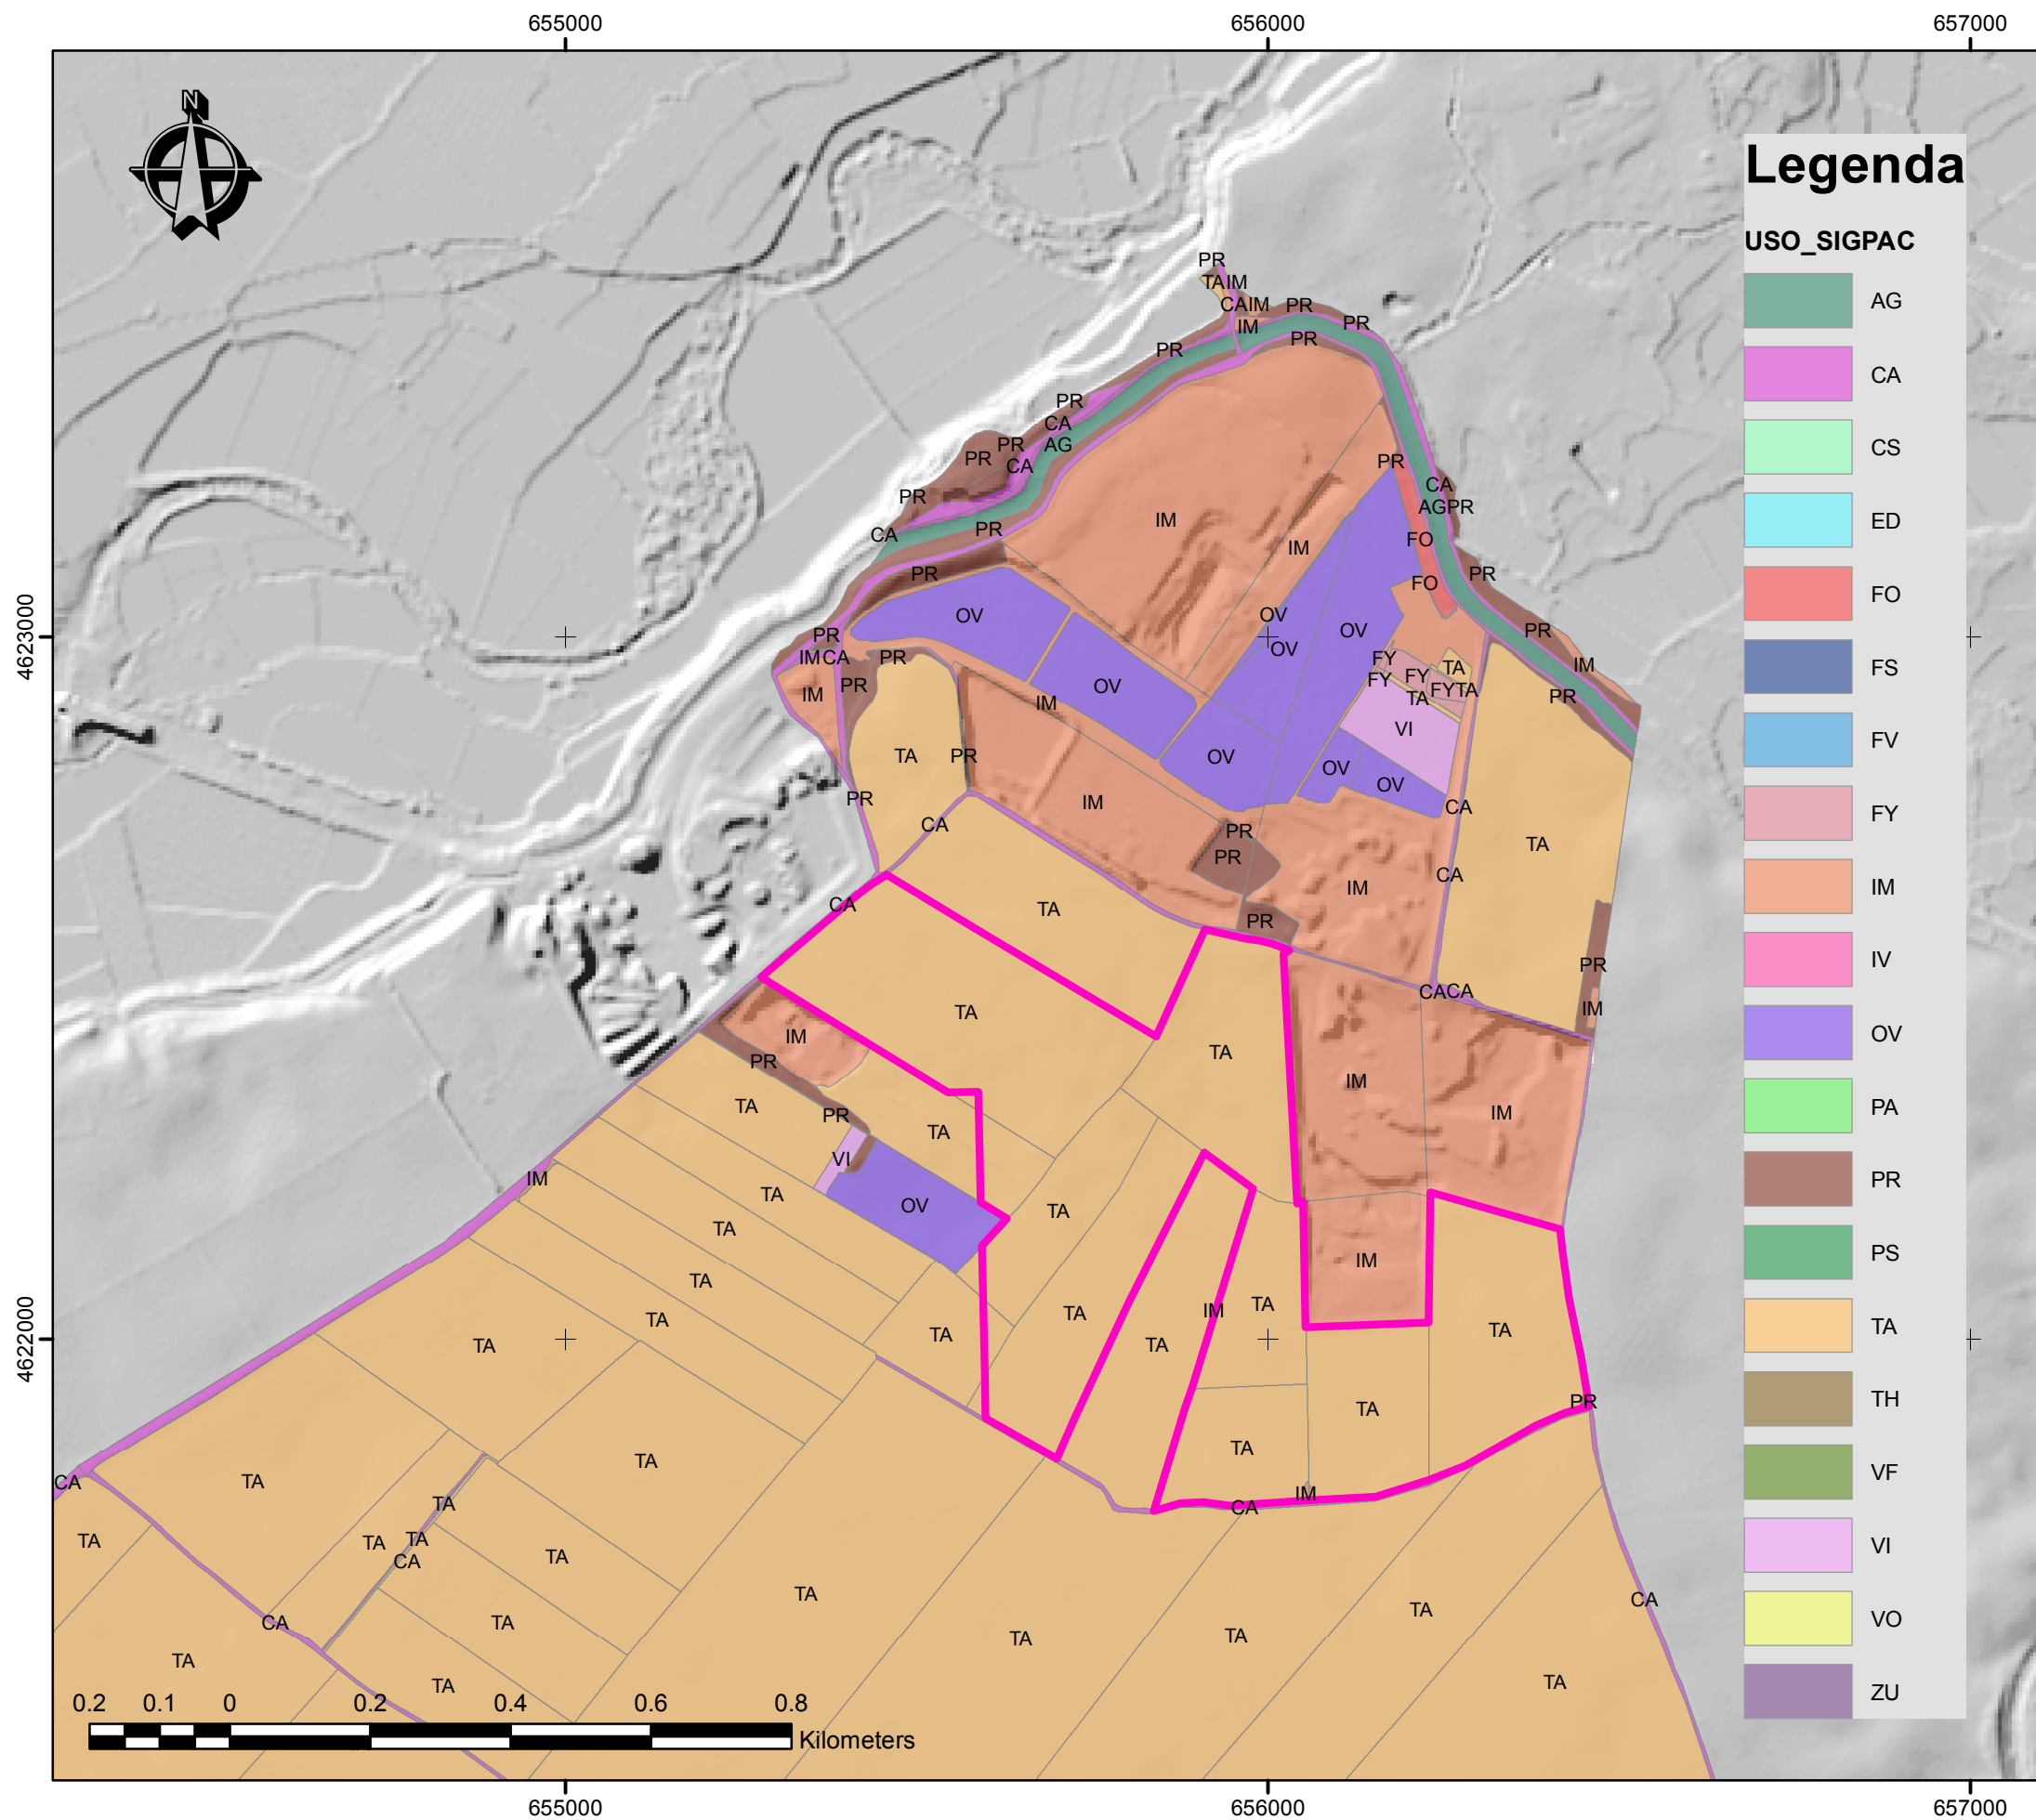 655000 656000 657000
N
Legenda
USO_SIGPAC
AG
CA
CS
ED
FO
FS
FV
FY
IM
IV
OV
PA
PR
PS
TA
TH
VF
VI
VO
ZU
PR
TAIM
CAIM PR
IM PR
PR PR
PR
CA
PR AG
PR CA
PR
CA PR
PR
IM
IM
PR
CA
AGPR
FO
FO
PR
PR
IM
PR
4623000
OV
OV
OV
OV
PR
IMCA
PR
IM
PR
FY
FY
FY
FYTA
TA
TA
VI
OV
IM
TA
PR
PR
OV
OV
OV
CA
IM
CA
PR
PR
IM
CA
TA
CA
TA
PR
PR
IM
CACA
TA
TA
IM
PR
IM
IM
TA
PR
TA
VI
OV
IM
TA
TA
TA
TA
TA
TA
IM
TA
TA
IM
TA
TA
TA
4622000
TA
PR
TA
TA
TA
TA
CA
IM
CA
TA
TA
TA
TA
CA
TA
CA
TA
TA
TA
TA
TA
TA
TA
TA
CA
TA
0.2 0.1 0 0.2 0.4 0.6 0.8
Kilometers
655000 656000 657000